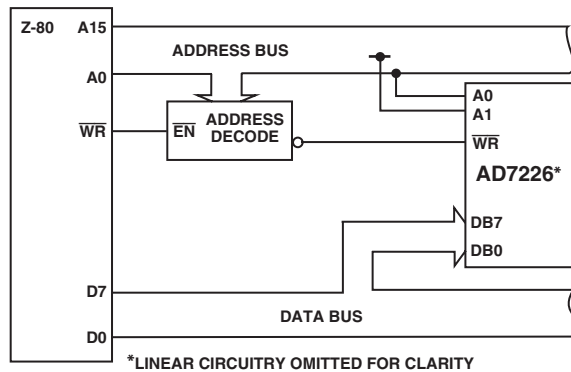 Z-80 A15
ADDRESS BUS
A0
A0
A1
WR
EN ADDRESS
DECODE
WR
AD7226*
DB7
DB0
D7
DATA BUS
D0
*LINEAR CIRCUITRY OMITTED FOR CLARITY